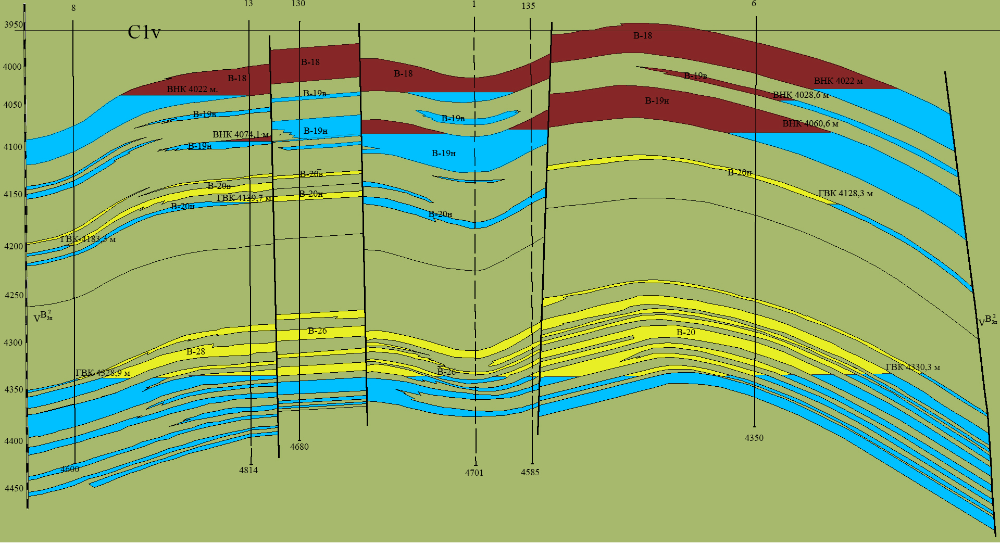 8
13
130
1
135
6
3950
C1v
B-18
B-18
B-18
B-18
4000
ВНК 4022 м.
ВНК 4022 м
B-19в
B-19в
ВНК 4028,6 м
B-19н
4050
B-19в
B-19в
ВНК 4060,6 м
B-19н
ВНК 4074,1 м
4100
B-19н
B-19н
B-20в
B-20н
B-20в
4150
B-20н
ГВК 4139,7 м
ГВК 4128,3 м
B-20н
B-20н
ГВК-4183,3 м
4200
4250
VB²₃п
VB²₃п
B-26
B-20
4300
B-28
ГВК 4328,9 м
B-26
ГВК 4330,3 м
4350
4400
4350
4680
4600
4814
4701
4585
4450